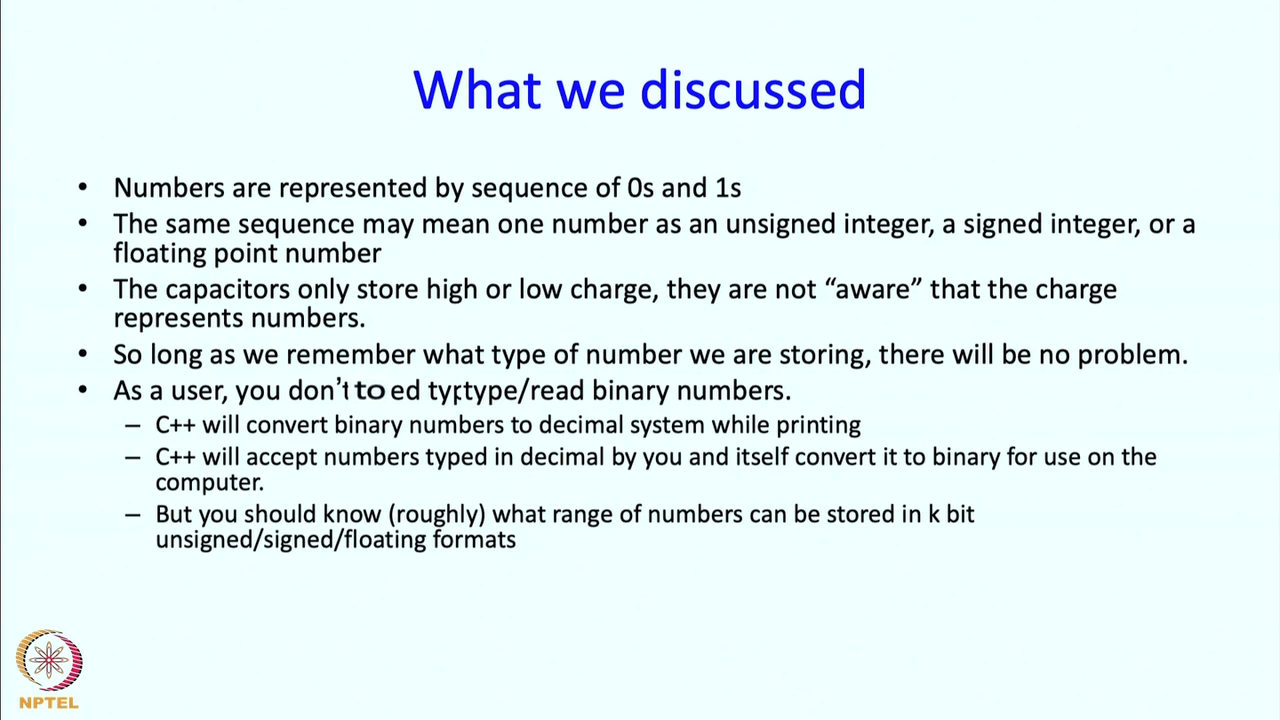 What we discussed
• Numbers are represented by sequence of 0s and 1s
• The same sequence may mean one number as an unsigned integer, a signed integer, or a
floating point number
• The capacitors only store high or low charge, they are not “aware” that the charge
represents numbers.
• So long as we remember what type of number we are storing, there will be no problem.
• As a user, you don’t to ed type/read binary numbers.
– C++ will convert binary numbers to decimal system while printing
– C++ will accept numbers typed in decimal by you and itself convert it to binary for use on the
computer.
– But you should know (roughly) what range of numbers can be stored in k bit
unsigned/signed/floating formats
NPTEL